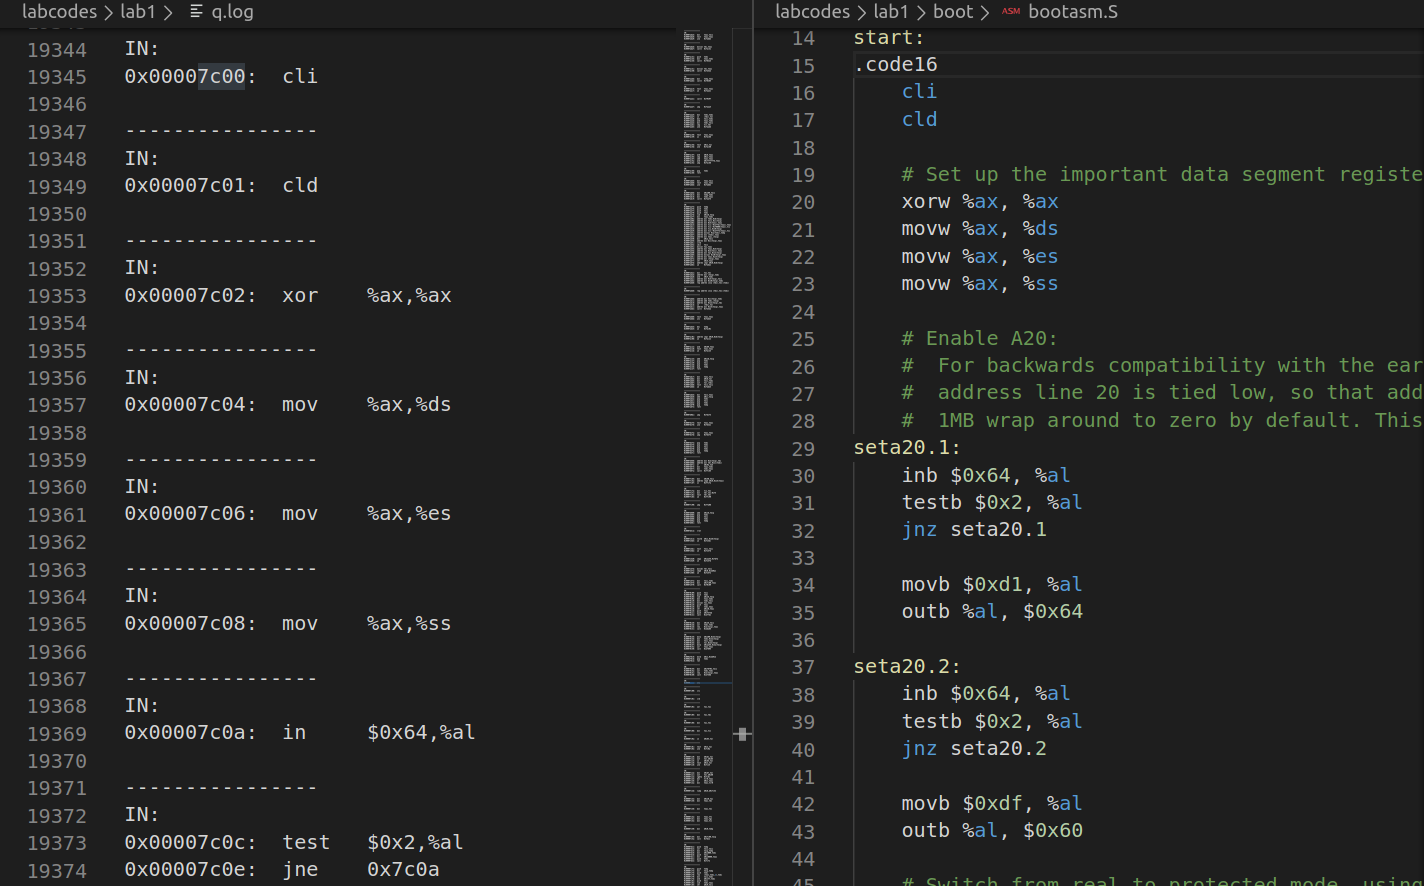 labcodes > lab1 > q.log
19344 IN:
19345 0x00007c00: cli
19346
19347 ----------------
19348 IN:
19349 0x00007c01: cld
19350
19351 ----------------
19352 IN:
19353 0x00007c02: xor %ax,%ax
19354
19355 ----------------
19356 IN:
19357 0x00007c04: mov %ax,%ds
19358
19359 ----------------
19360 IN:
19361 0x00007c06: mov %ax,%es
19362
19363 ----------------
19364 IN:
19365 0x00007c08: mov %ax,%ss
19366
19367 ----------------
19368 IN:
19369 0x00007c0a: in $0x64,%al
19370
19371 ----------------
19372 IN:
19373 0x00007c0c: test $0x2,%al
19374 0x00007c0e: jne 0x7c0a
labcodes > lab1 > boot > ASM bootasm.S
14 start:
15 .code16
16 cli
17 cld
18
19 # Set up the important data segment registe
20 xorw %ax, %ax
21 movw %ax, %ds
22 movw %ax, %es
23 movw %ax, %ss
24
25 # Enable A20:
26 # For backwards compatibility with the ear
27 # address line 20 is tied low, so that add
28 # 1MB wrap around to zero by default. This
29 seta20.1:
30 inb $0x64, %al
31 testb $0x2, %al
32 jnz seta20.1
33
34 movb $0xd1, %al
35 outb %al, $0x64
36
37 seta20.2:
38 inb $0x64, %al
39 testb $0x2, %al
40 jnz seta20.2
41
42 movb $0xdf, %al
43 outb %al, $0x60
44
45 # Switch from real to protected mode, using